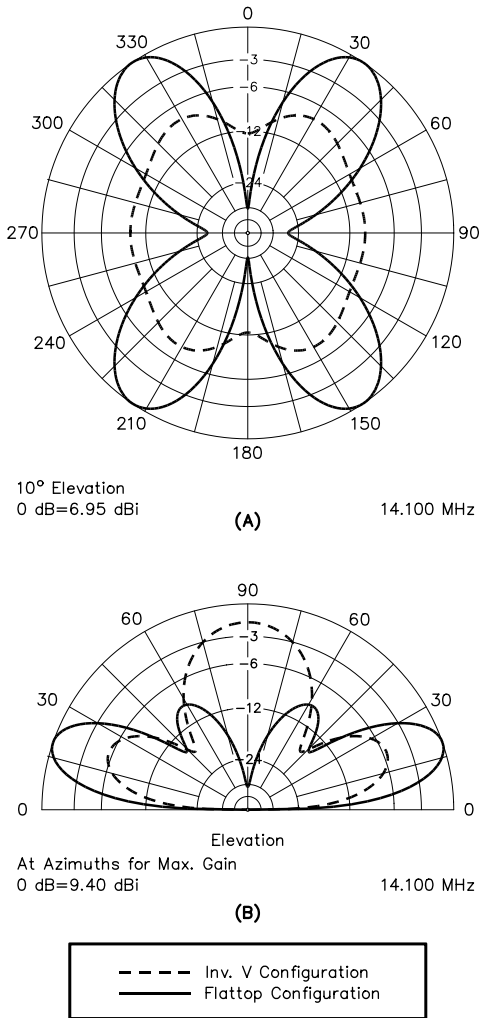 0
330 30
-3
-6
300 60
-12
-24
270 90
240 120
210 150
180
10° Elevation
0 dB=6.95 dBi 14.100 MHz
(A)
90
60 60
-3
-6
30 30
-12
-24
0 0
Elevation
At Azimuths for Max. Gain
0 dB=9.40 dBi 14.100 MHz
(B)
Inv. V Configuration
Flattop Configuration